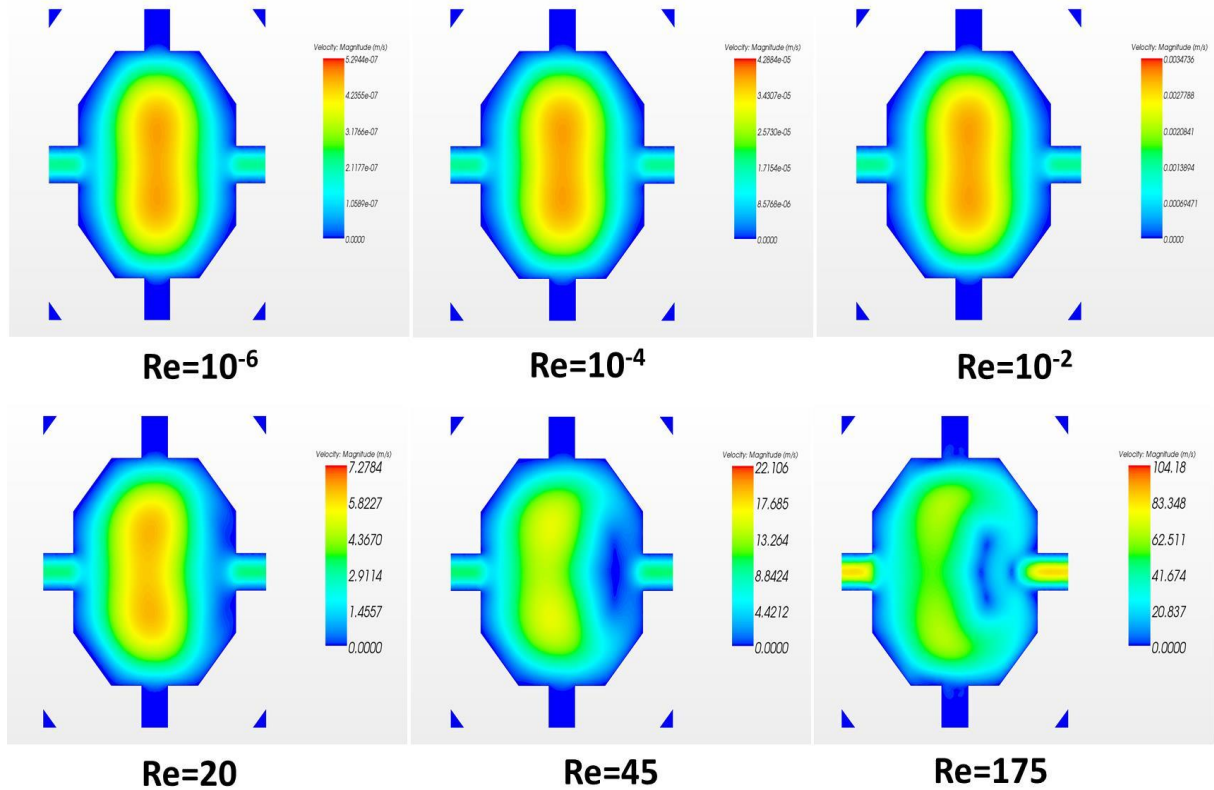 Velocity: Magnitude (m/s)
5.2944e-07
4.2355e-07
3.1766e-07
2.1177e-07
1.0589e-07
0.0000
Velocity: Magnitude (m/s)
4.2884e-05
3.4307e-05
2.5730e-05
1.7154e-05
8.5768e-06
0.0000
Velocity: Magnitude (m/s)
0.0034736
0.0027788
0.0020841
0.0013894
0.00069471
0.0000
Re=10⁻⁶
Re=10⁻⁴
Re=10⁻²
Velocity: Magnitude (m/s)
7.2784
5.8227
4.3670
2.9114
1.4557
0.0000
Velocity: Magnitude (m/s)
22.106
17.685
13.264
8.8424
4.4212
0.0000
Velocity: Magnitude (m/s)
104.18
83.348
62.511
41.674
20.837
0.0000
Re=20
Re=45
Re=175